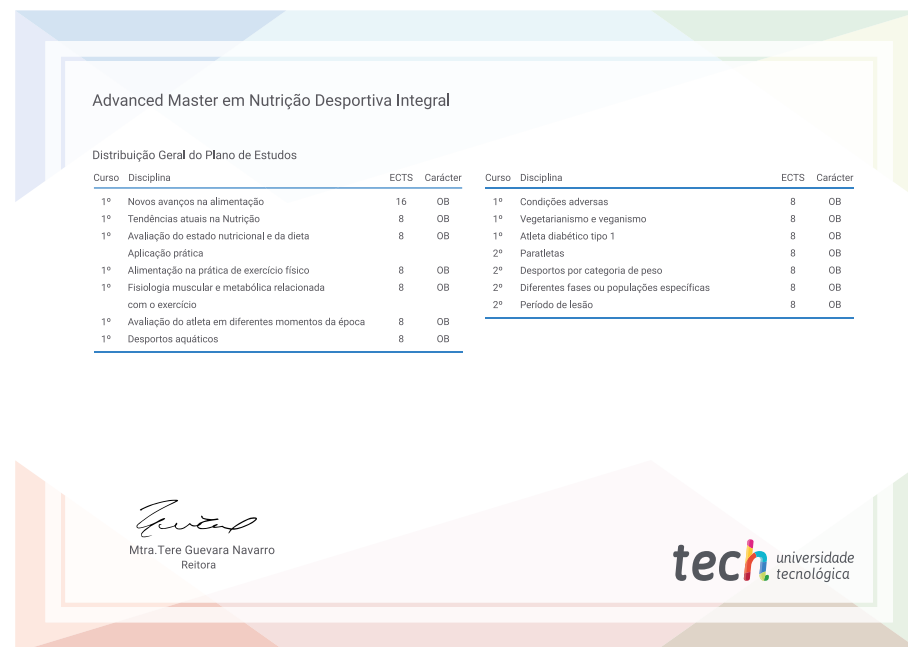 Advanced Master em Nutrição Desportiva Integral
Distribuição Geral do Plano de Estudos
Curso Disciplina ECTS Carácter
1º Novos avanços na alimentação 16 OB
1º Tendências atuais na Nutrição 8 OB
1º Avaliação do estado nutricional e da dieta 8 OB
Aplicação prática
1º Alimentação na prática de exercício físico 8 OB
1º Fisiologia muscular e metabólica relacionada 8 OB
com o exercício
1º Avaliação do atleta em diferentes momentos da época 8 OB
1º Desportos aquáticos 8 OB
Curso Disciplina ECTS Carácter
1º Condições adversas 8 OB
1º Vegetarianismo e veganismo 8 OB
1º Atleta diabético tipo 1 8 OB
2º Paratletas 8 OB
2º Desportos por categoria de peso 8 OB
2º Diferentes fases ou populações específicas 8 OB
2º Período de lesão 8 OB
Mtra.Tere Guevara Navarro
Reitora
tech universidade
tecnológica